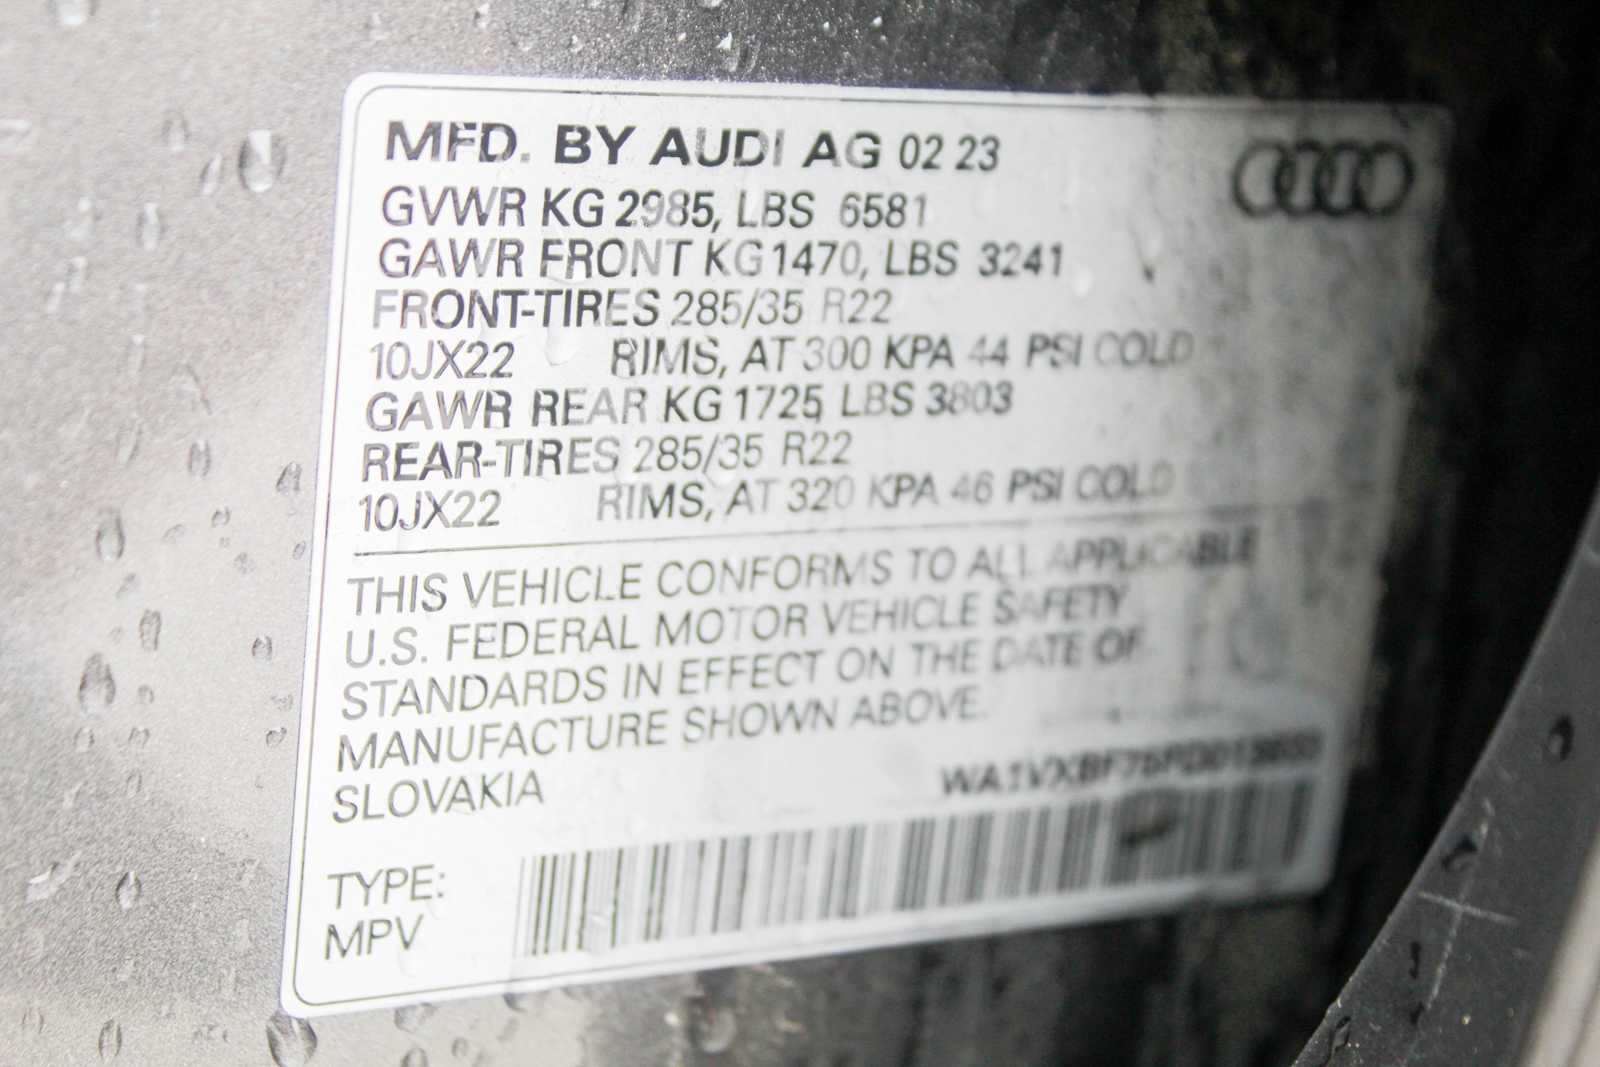 MFD. BY AUDI AG 02 23
GVWR KG 2985, LBS 6581
GAWR FRONT KG 1470, LBS 3241
FRONT-TIRES 285/35 R22
10JX22 RIMS, AT 300 KPA 44 PSI COLD
GAWR REAR KG 1725, LBS 3803
REAR-TIRES 285/35 R22
10JX22 RIMS, AT 320 KPA 46 PSI COLD
THIS VEHICLE CONFORMS TO ALL APPLICABLE
U.S. FEDERAL MOTOR VEHICLE SAFETY
STANDARDS IN EFFECT ON THE DATE OF
MANUFACTURE SHOWN ABOVE.
SLOVAKIA
TYPE:
MPV